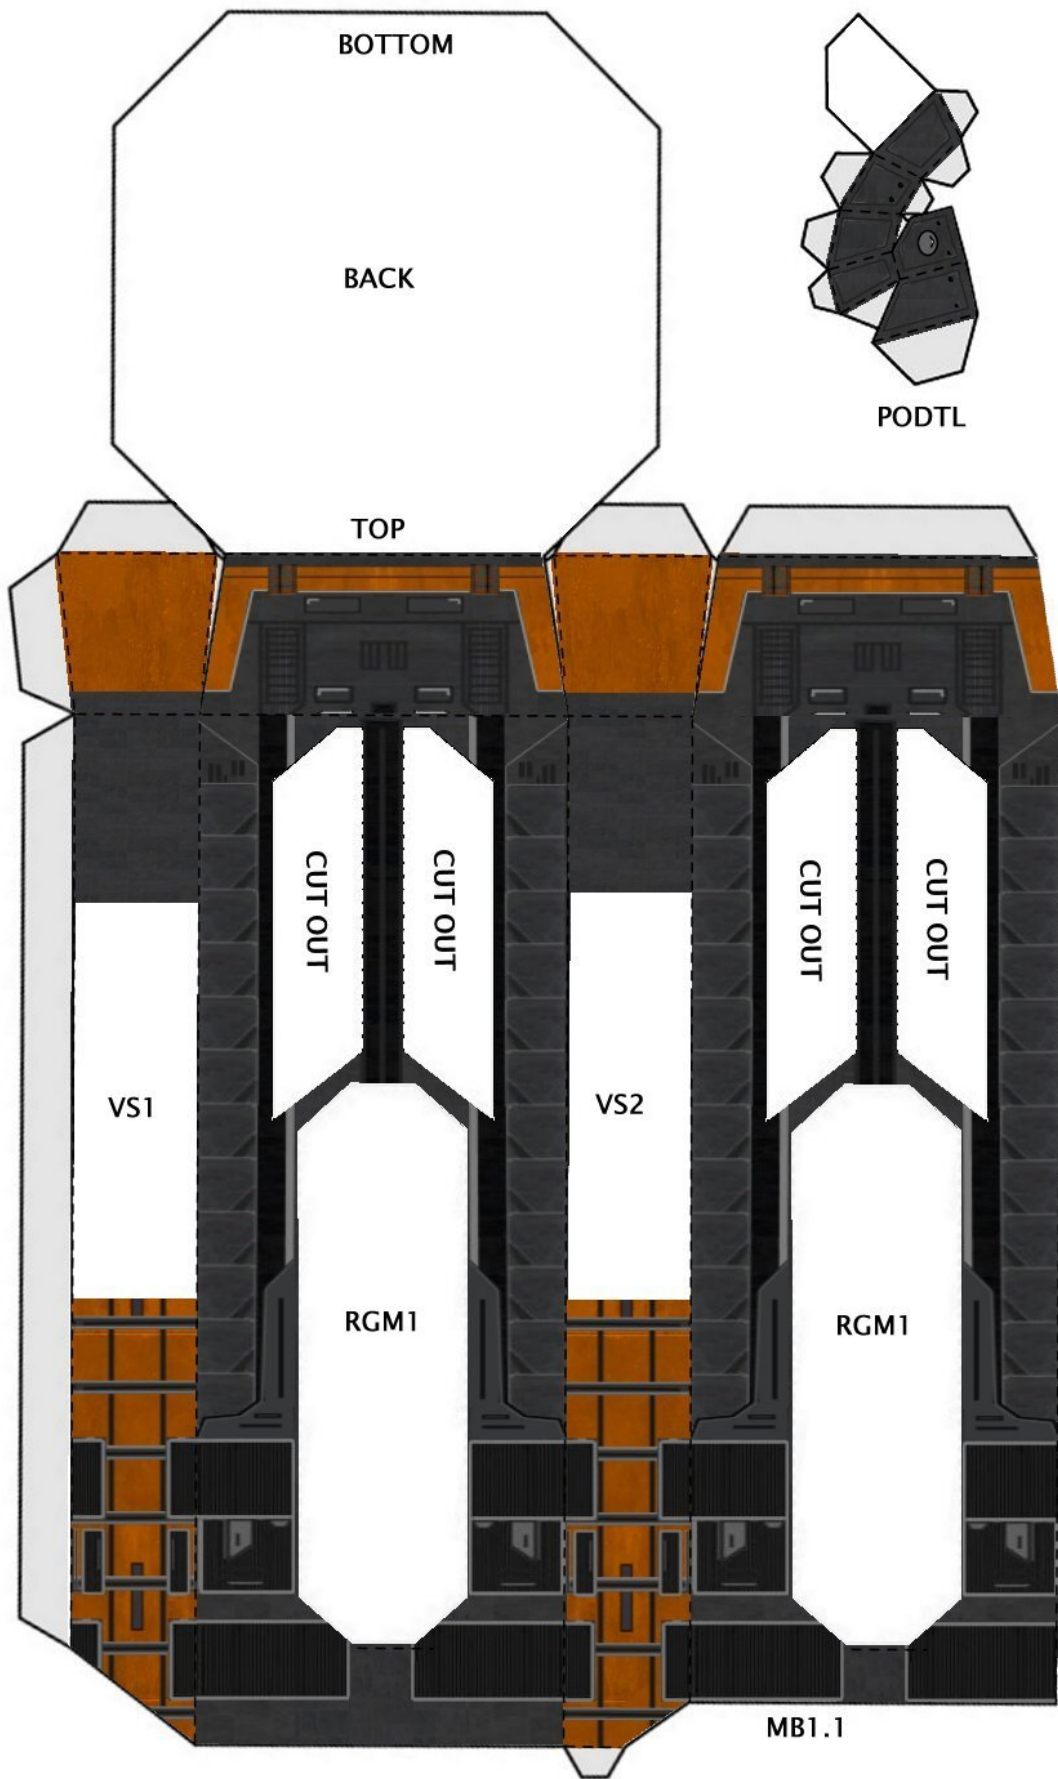 BOTTOM
BACK
PODTL
TOP
CUT OUT
CUT OUT
CUT OUT
CUT OUT
VS1
VS2
RGM1
RGM1
MB1.1